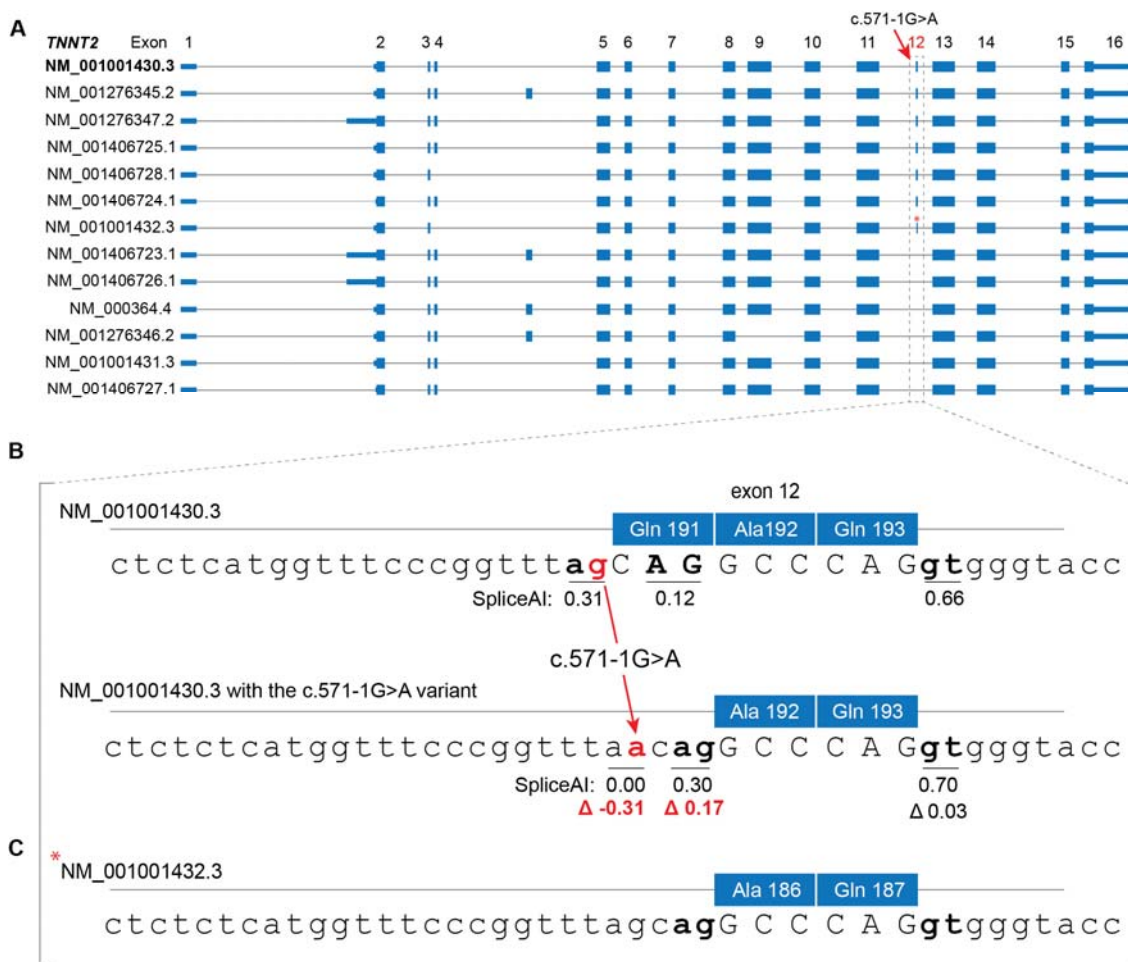 A
c.571-1G>A
TNNT2 Exon 1 2 3 4 5 6 7 8 9 10 11 12 13 14 15 16
NM_001001430.3
NM_001276345.2
NM_001276347.2
NM_001406725.1
NM_001406728.1
NM_001406724.1
NM_001001432.3 *
NM_001406723.1
NM_001406726.1
NM_000364.4
NM_001276346.2
NM_001001431.3
NM_001406727.1
B
NM_001001430.3
exon 12
Gln 191 Ala192 Gln 193
ctctcatggtttcccggtttagCAGGCCCAGgtgggtacc
SpliceAI: 0.31 0.12 0.66
c.571-1G>A
NM_001001430.3 with the c.571-1G>A variant
Ala 192 Gln 193
ctctctcatggtttcccggtttaacagGCCCAGgtgggtacc
SpliceAI: 0.00 0.30 0.70
Δ -0.31 Δ 0.17 Δ 0.03
C
*NM_001001432.3
Ala 186 Gln 187
ctctctcatggtttcccggtttagcagGCCCAGgtgggtacc